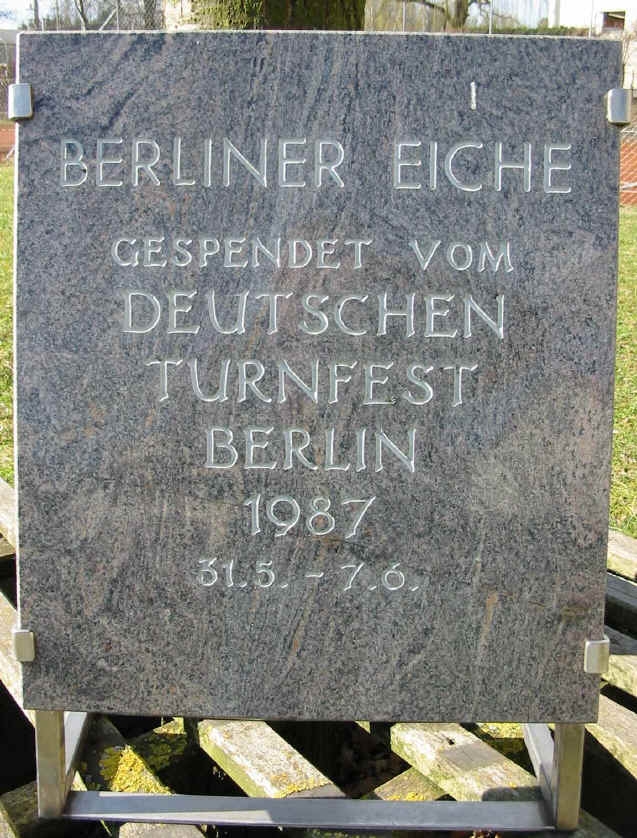 BERLINER EICHE
GESPENDET VOM
DEUTSCHEN
TURNFEST
BERLIN
1987
31.5. - 7.6.